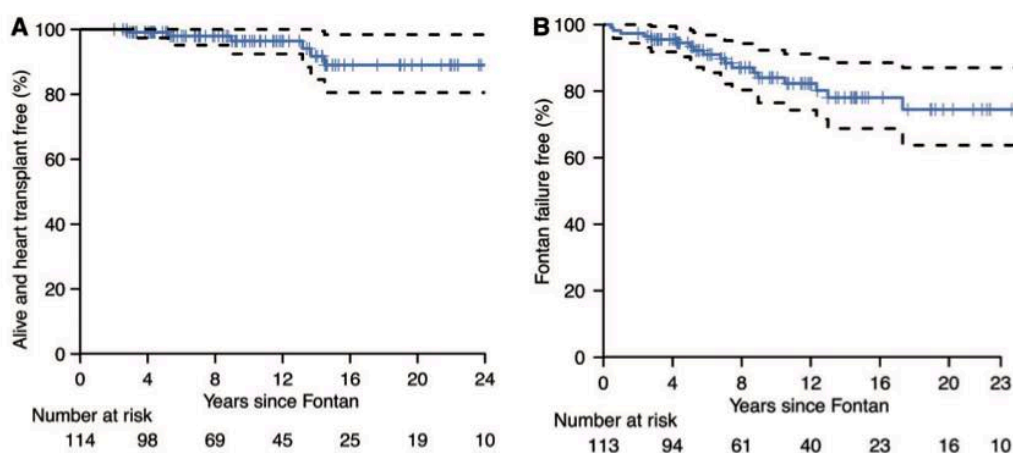 A
Alive and heart transplant free (%)
100
80
60
40
20
0
0 4 8 12 16 20 24
Years since Fontan
Number at risk
114 98 69 45 25 19 10
B
Fontan failure free (%)
100
80
60
40
20
0
0 4 8 12 16 20 23
Years since Fontan
Number at risk
113 94 61 40 23 16 10